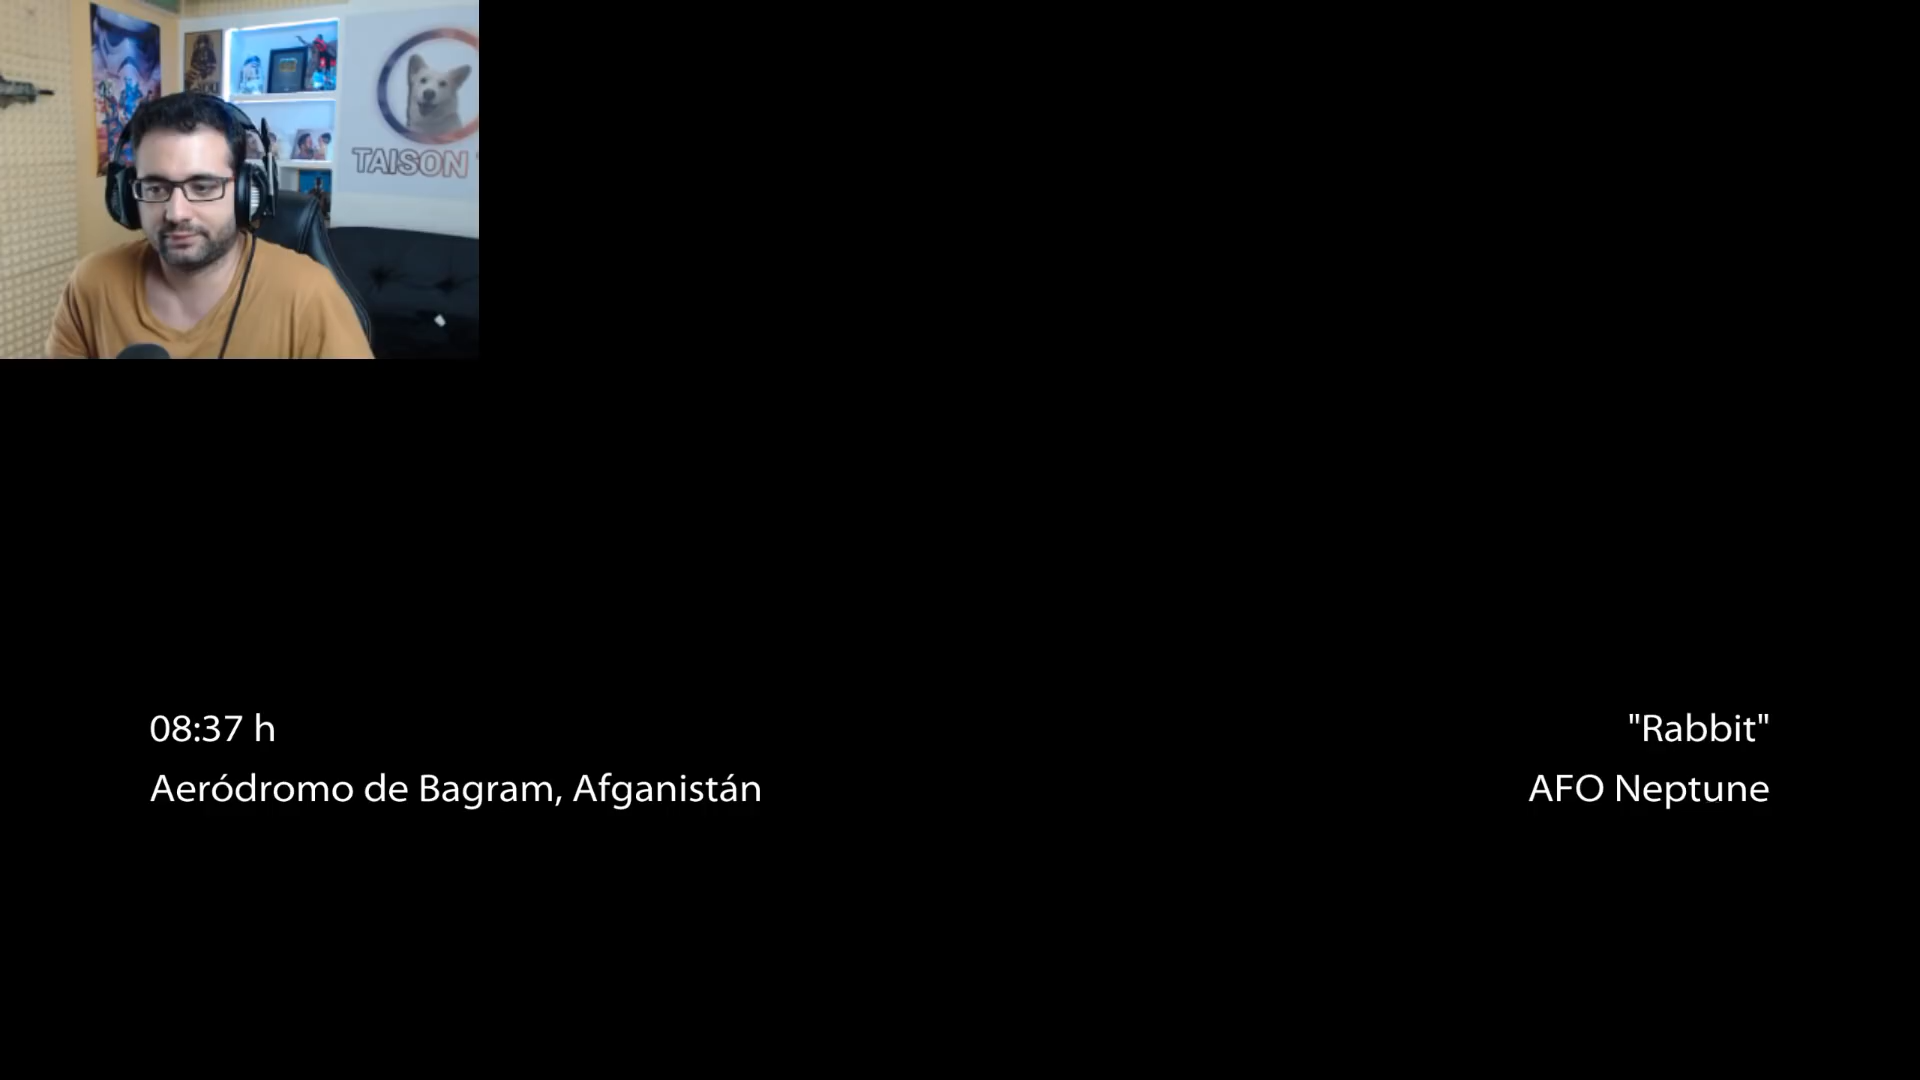 TAISON
08:37 h
"Rabbit"
Aeródromo de Bagram, Afganistán
AFO Neptune